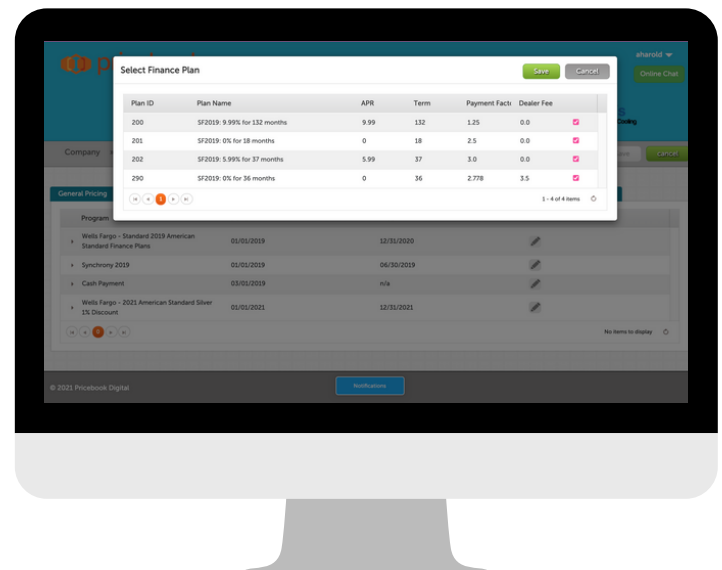 aharold
Online Chat
Select Finance Plan
Save Cancel
Plan ID Plan Name APR Term Payment Facto Dealer Fee
200 SF2019: 9.99% for 132 months 9.99 132 1.25 0.0
201 SF2019: 0% for 18 months 0 18 2.5 0.0
202 SF2019: 5.99% for 37 months 5.99 37 3.0 0.0
290 SF2019: 0% for 36 months 0 36 2.778 3.5
1 1 - 4 of 4 items
Cooling
Company cancel
General Pricing
Program
Wells Fargo - Standard 2019 American
Standard Finance Plans 01/01/2019 12/31/2020
Synchrony 2019 01/01/2019 06/30/2019
Cash Payment 03/01/2019 n/a
Wells Fargo - 2021 American Standard Silver
1% Discount 01/01/2021 12/31/2021
No items to display
© 2021 Pricebook Digital
Notifications